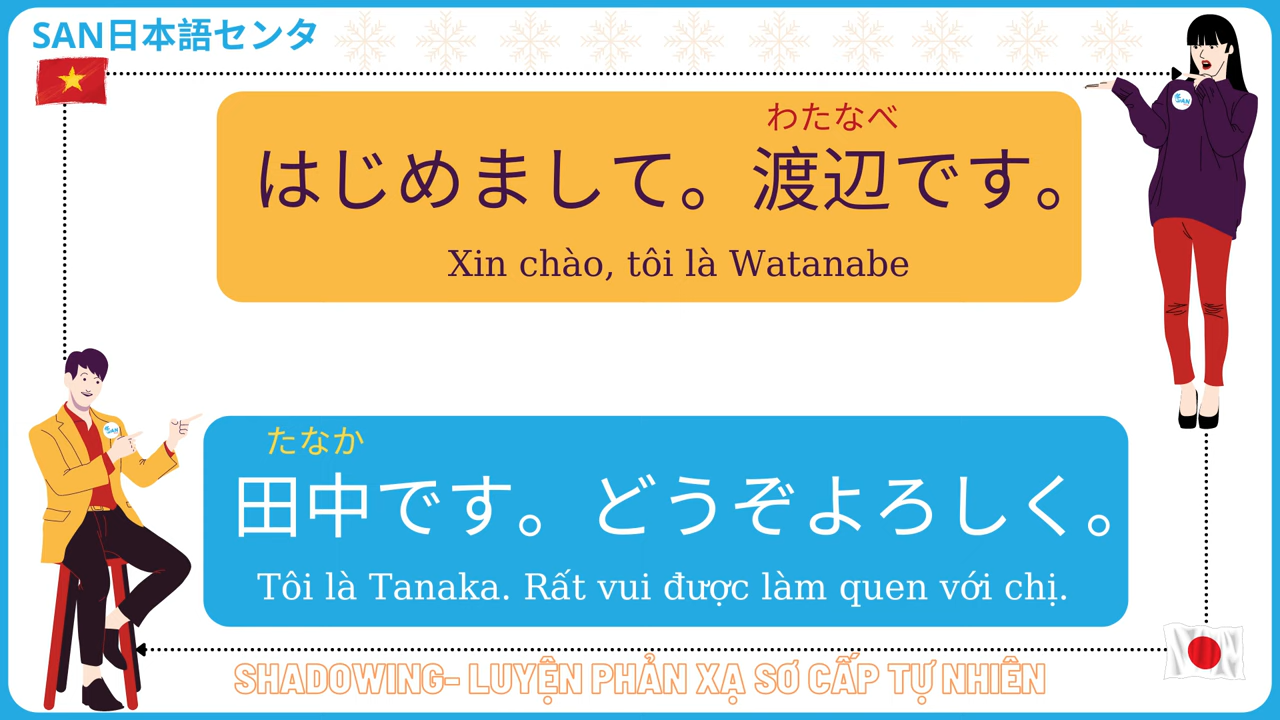 SAN日本語センタ
わたなべ
はじめまして。渡辺です。
Xin chào, tôi là Watanabe
たなか
田中です。どうぞよろしく。
Tôi là Tanaka. Rất vui được làm quen với chị.
SHADOWING- LUYỆN PHẢN XẠ SƠ CẤP TỰ NHIÊN
SAN
SAN